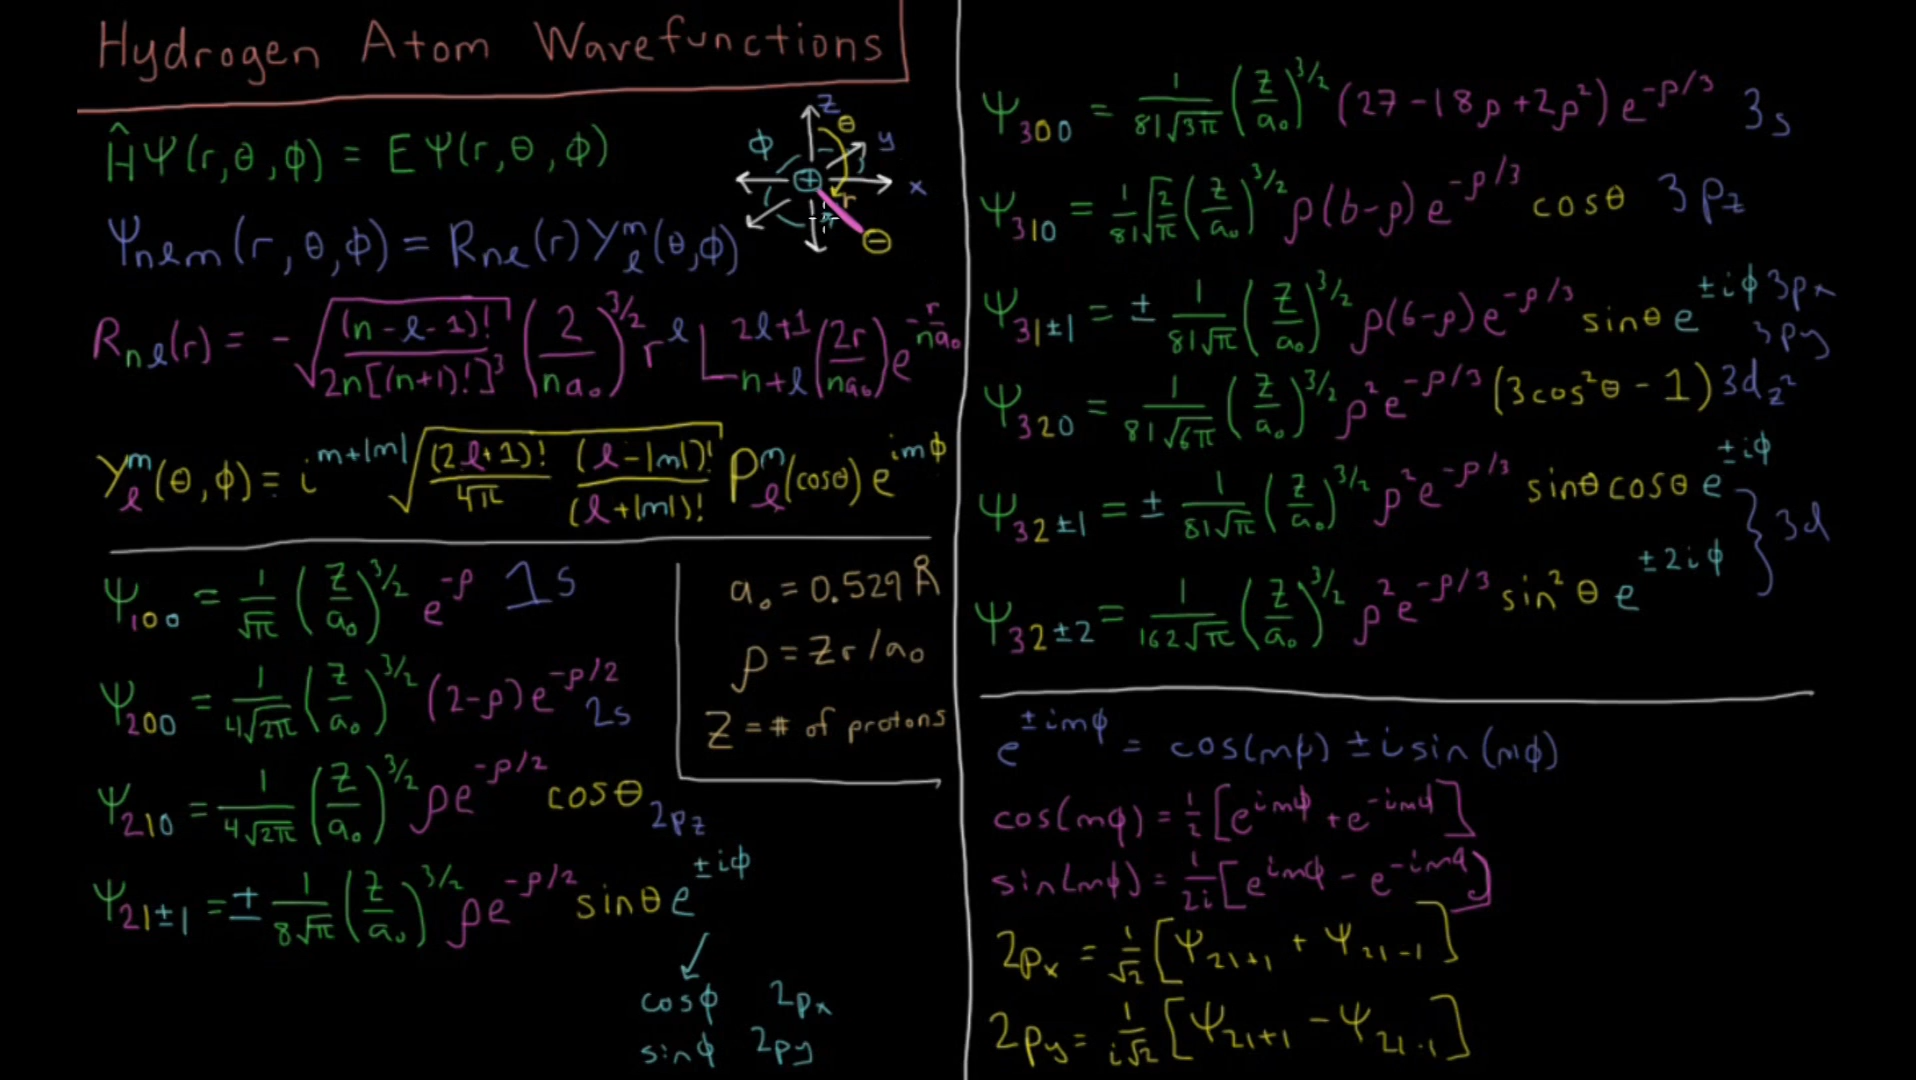 Hydrogen Atom Wavefunctions
ĤΨ(r,θ,ϕ) = EΨ(r,θ,ϕ)
z
θ
ϕ
y
x
+
r
−
Ψnlm(r,θ,ϕ) = Rnl(r)Yₗᵐ(θ,ϕ)
Rnl(r) = -√((n-l-1)!/2n[(n+1)!]³) (2/na₀)^3/2 r^l L_(n+l)^(2l+1) (2r/na₀) e^(-r/na₀)
Yₗᵐ(θ,ϕ) = i^(m+|m|) √((2l+1)!/4π (l-|m|)!/(l+|m|)!) Pₗᵐ(cosθ) e^(imϕ)
Ψ100 = 1/√π (Z/a₀)^3/2 e^(-ρ) 1s
Ψ200 = 1/4√2π (Z/a₀)^3/2 (2-ρ)e^(-ρ/2) 2s
Ψ210 = 1/4√2π (Z/a₀)^3/2 ρe^(-ρ/2) cosθ 2pz
Ψ21±1 = ± 1/8√π (Z/a₀)^3/2 ρe^(-ρ/2) sinθ e^(±iϕ)
cosϕ 2px
sinϕ 2py
a₀ = 0.529 Å
ρ = Zr/a₀
Z = # of protons
Ψ300 = 1/81√3π (Z/a₀)^3/2 (27-18ρ+2ρ²) e^(-ρ/3) 3s
Ψ310 = 1/81 √(2/π) (Z/a₀)^3/2 ρ(6-ρ)e^(-ρ/3) cosθ 3pz
Ψ31±1 = ± 1/81√π (Z/a₀)^3/2 ρ(6-ρ)e^(-ρ/3) sinθ e^(±iϕ) 3px
3py
Ψ320 = 1/81√6π (Z/a₀)^3/2 ρ²e^(-ρ/3) (3cos²θ - 1) 3dz²
Ψ32±1 = ± 1/81√π (Z/a₀)^3/2 ρ²e^(-ρ/3) sinθcosθ e^(±iϕ)
3d
Ψ32±2 = 1/162√π (Z/a₀)^3/2 ρ²e^(-ρ/3) sin²θ e^(±2iϕ)
e^(±imϕ) = cos(mϕ) ± i sin(mϕ)
cos(mϕ) = 1/2 [e^(imϕ) + e^(-imϕ)]
sin(mϕ) = 1/2i [e^(imϕ) - e^(-imϕ)]
2px = 1/√2 [Ψ21+1 + Ψ21-1]
2py = 1/i√2 [Ψ21+1 - Ψ21-1]